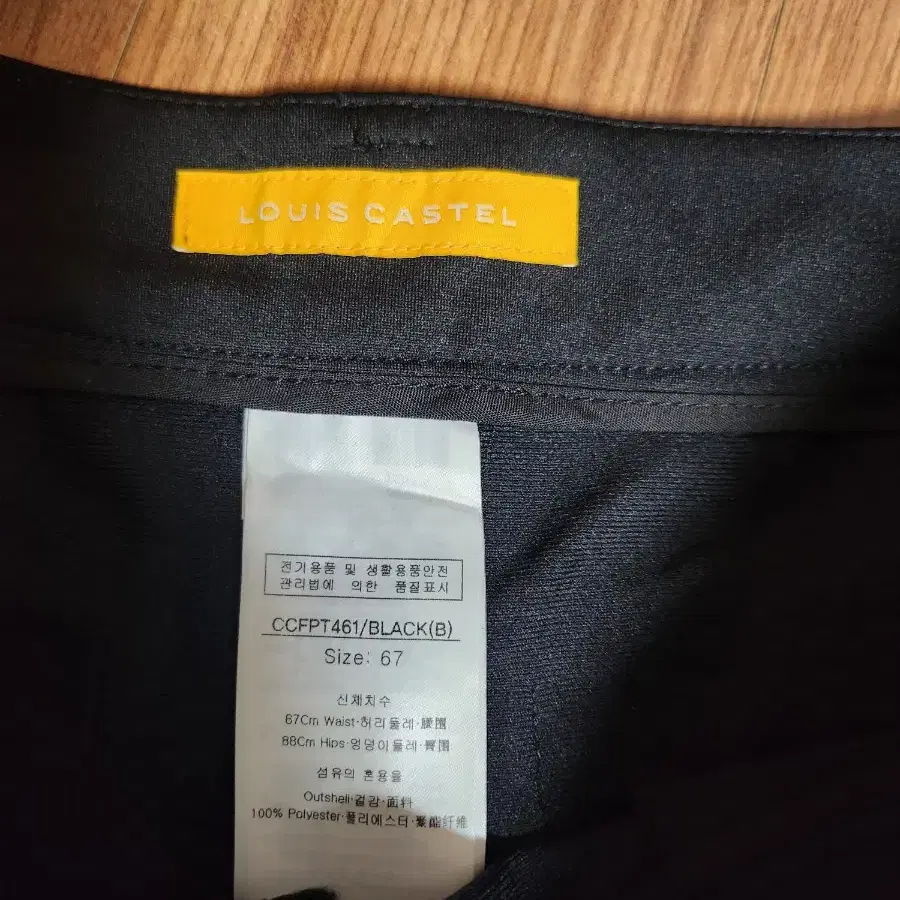 LOUIS CASTEL
전기용품 및 생활용품안전
관리법에 의한 품질표시
CCFPT461/BLACK(B)
Size: 67
신체치수
67Cm Waist·허리둘레·腰圍
88Cm Hips·엉덩이둘레·臀圍
섬유의 혼용율
Outshell·겉감·面料
100% Polyester·폴리에스터·聚酯纤维